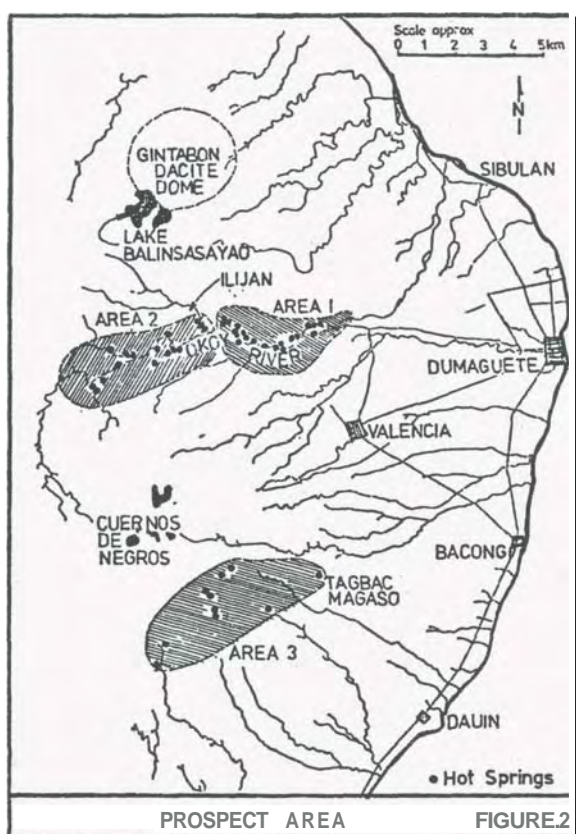 Scale approx
0 1 2 3 4 5km
N
GINTABON
DACITE
DOME
SIBULAN
LAKE
BALINSASAYAO
ILIJAN
AREA 1
AREA 2
OKOY
RIVER
DUMAGUETE
VALENCIA
CUERNOS
DE
NEGROS
BACONG
TAGBAC
MAGASO
AREA 3
DAUIN
Hot Springs
PROSPECT AREA FIGURE.2